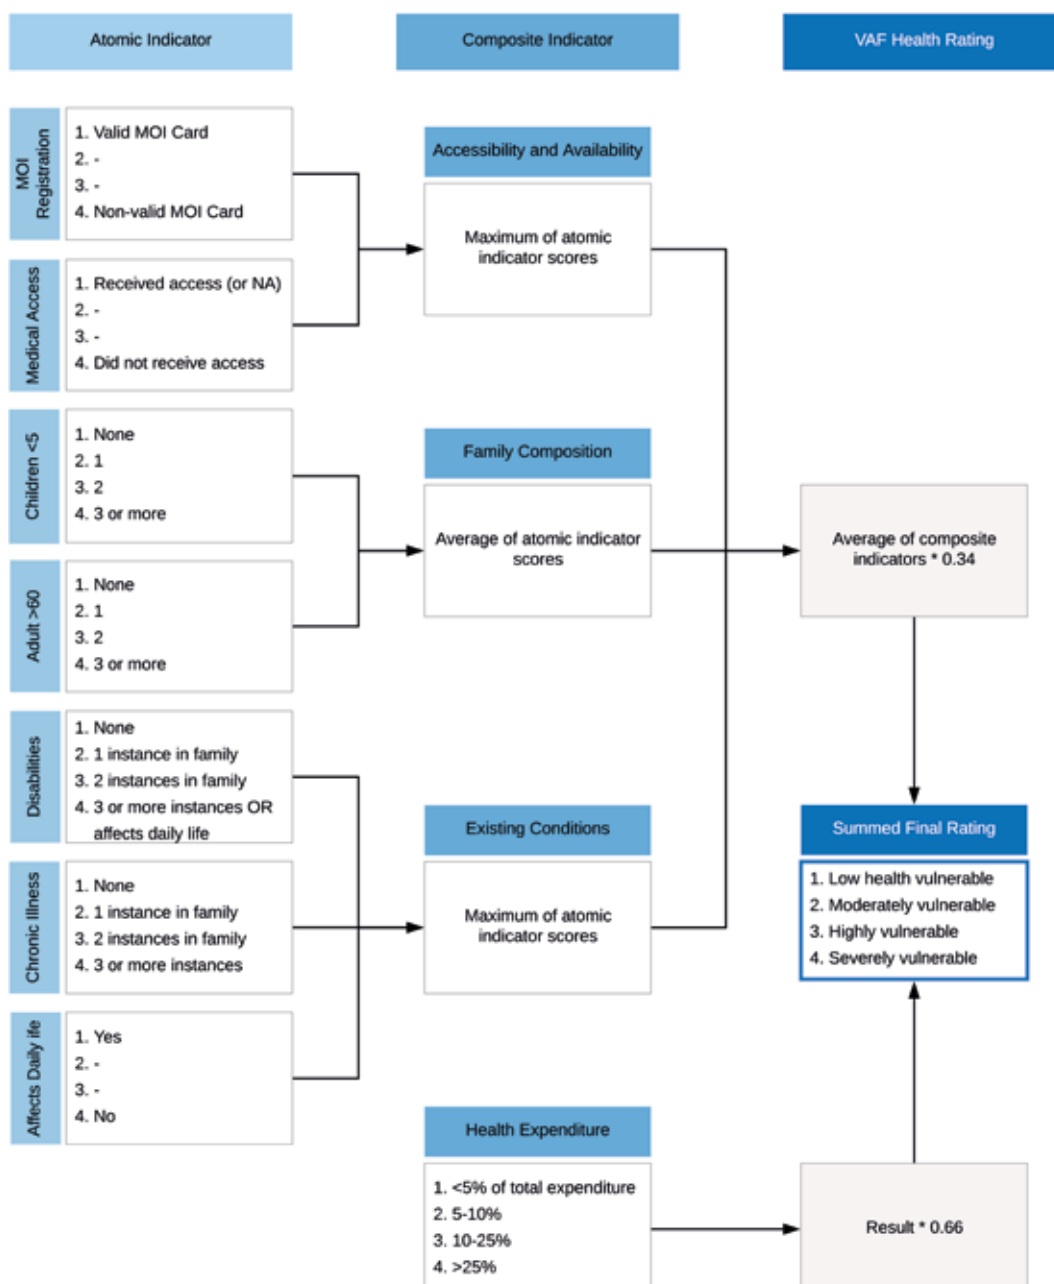 Atomic Indicator
Composite Indicator
VAF Health Rating
MOI
Registration
1. Valid MOI Card
2. -
3. -
4. Non-valid MOI Card
Accessibility and Availability
Maximum of atomic
indicator scores
Medical Access
1. Received access (or NA)
2. -
3. -
4. Did not receive access
Children <5
1. None
2. 1
3. 2
4. 3 or more
Family Composition
Average of atomic indicator
scores
Average of composite
indicators * 0.34
Adult >60
1. None
2. 1
3. 2
4. 3 or more
Disabilities
1. None
2. 1 instance in family
3. 2 instances in family
4. 3 or more instances OR
affects daily life
Existing Conditions
Maximum of atomic
indicator scores
Summed Final Rating
1. Low health vulnerable
2. Moderately vulnerable
3. Highly vulnerable
4. Severely vulnerable
Chronic Illness
1. None
2. 1 instance in family
3. 2 instances in family
4. 3 or more instances
Affects Daily ife
1. Yes
2. -
3. -
4. No
Health Expenditure
1. <5% of total expenditure
2. 5-10%
3. 10-25%
4. >25%
Result * 0.66